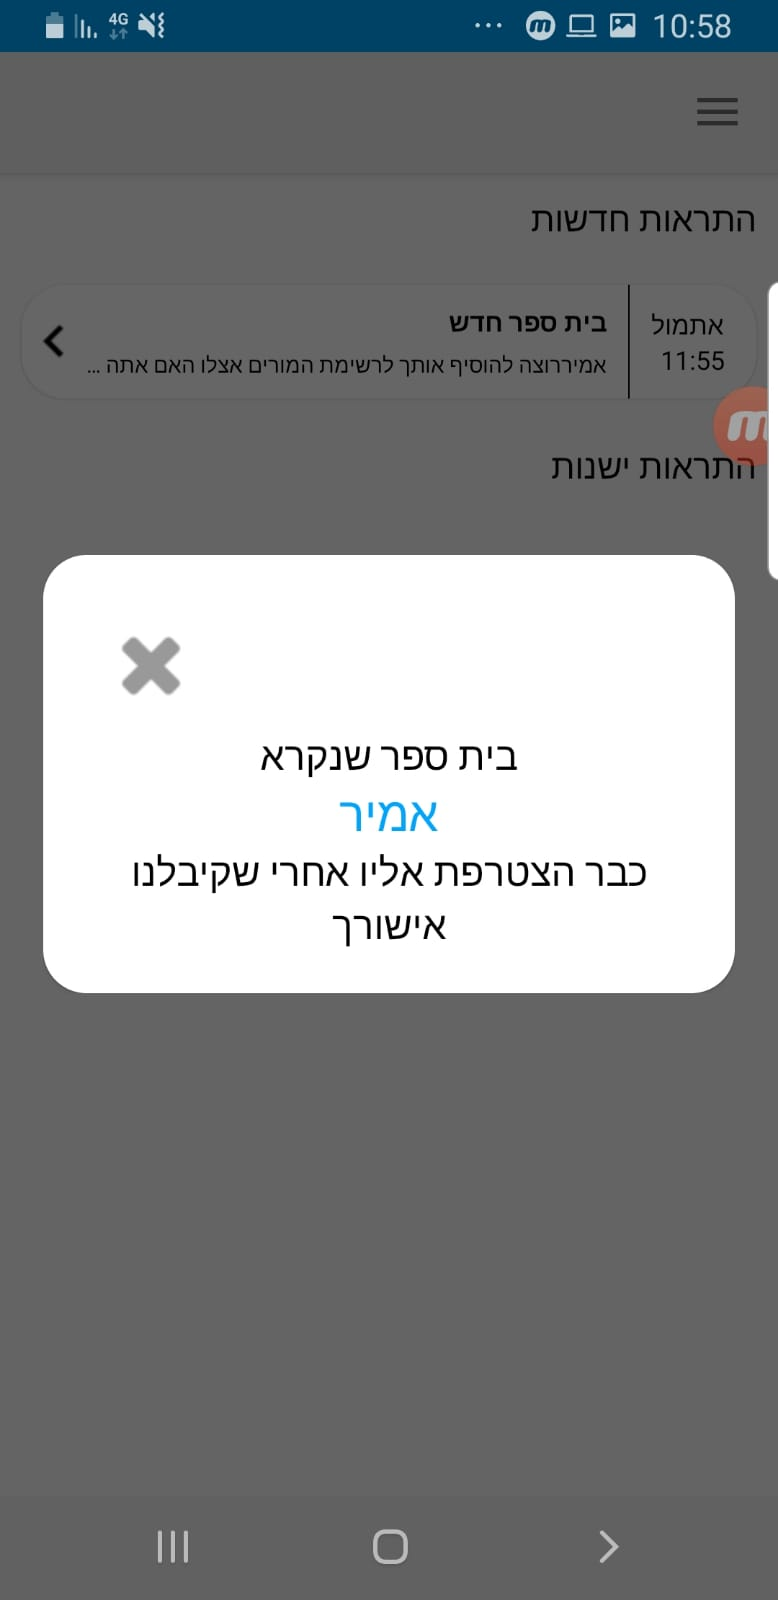 4G
10:58
התראות חדשות
אתמול
11:55
בית ספר חדש
אמיררוצה להוסיף אותך לרשימת המורים אצלו האם אתה ...
התראות ישנות
בית ספר שנקרא
אמיר
כבר הצטרפת אליו אחרי שקיבלנו
אישורך